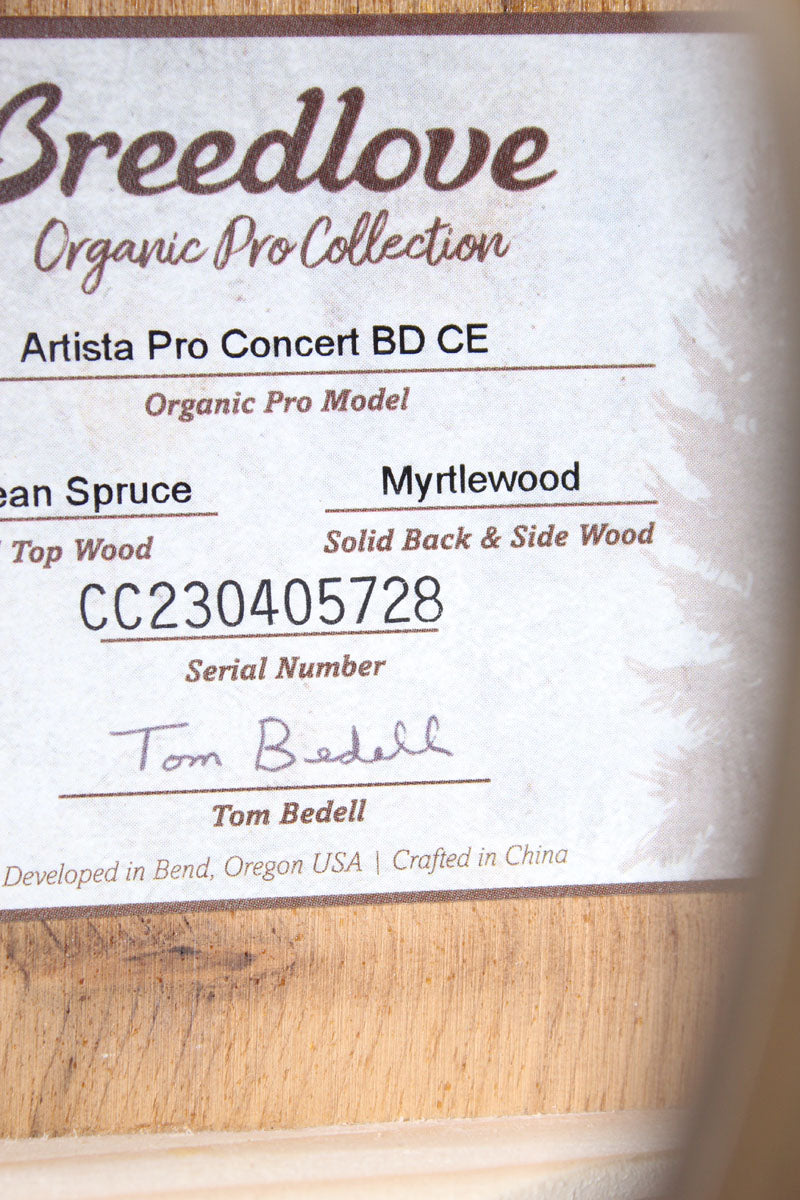 Breedlove
Organic Pro Collection
Artista Pro Concert BD CE
Organic Pro Model
ean Spruce Myrtlewood
Top Wood Solid Back & Side Wood
CC230405728
Serial Number
Tom Bedell
Tom Bedell
Developed in Bend, Oregon USA | Crafted in China